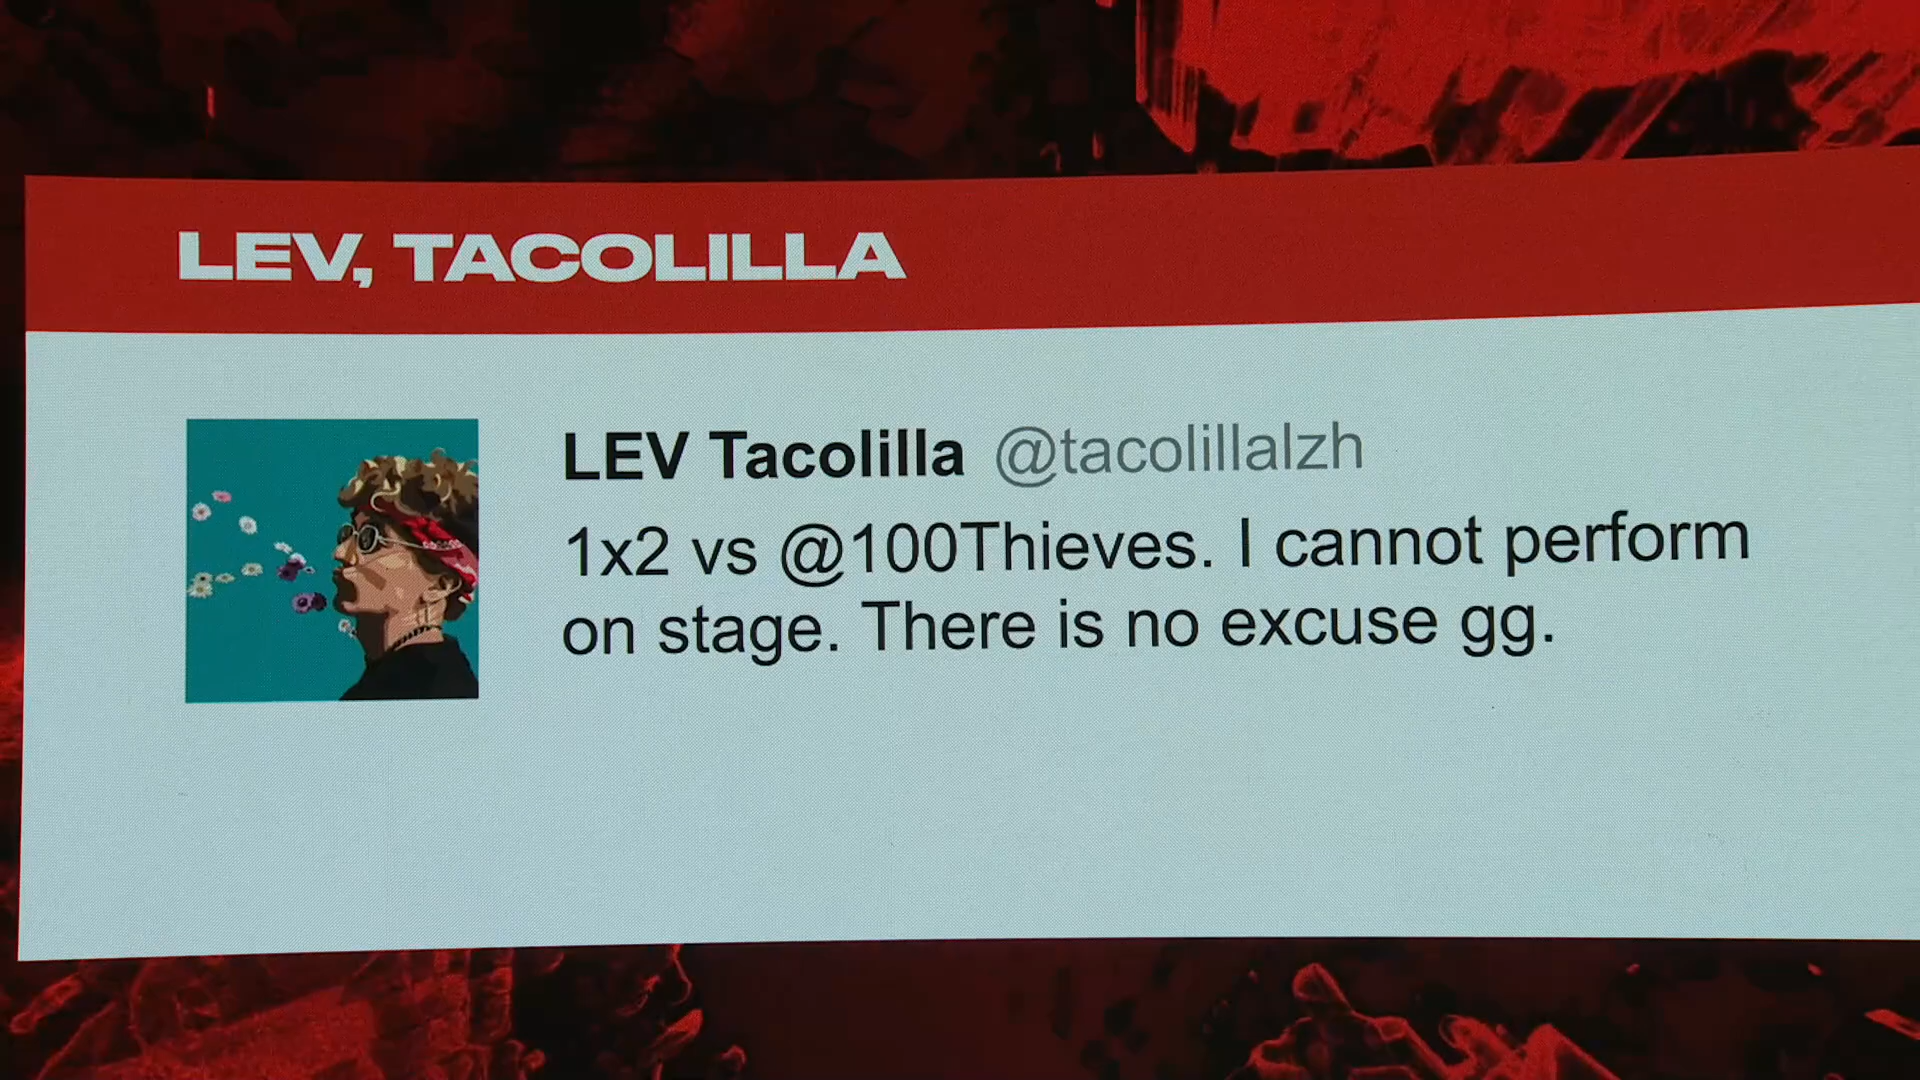 LEV, TACOLILLA
LEV Tacolilla @tacolillalzh
1x2 vs @100Thieves. I cannot perform
on stage. There is no excuse gg.